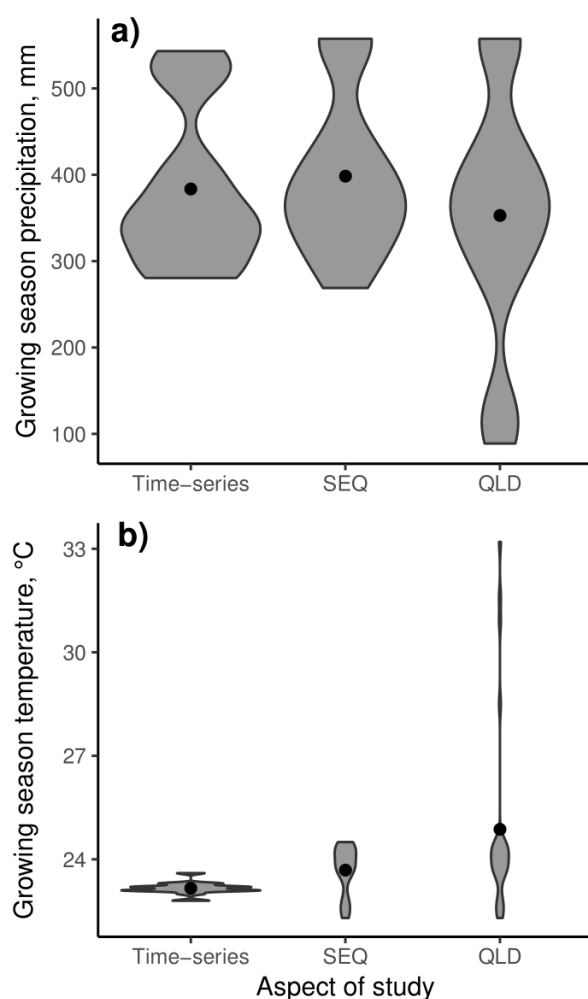 a)
Growing season precipitation, mm
500
400
300
200
100
Time−series SEQ QLD
b)
Growing season temperature, °C
33
30
27
24
Time−series SEQ QLD
Aspect of study